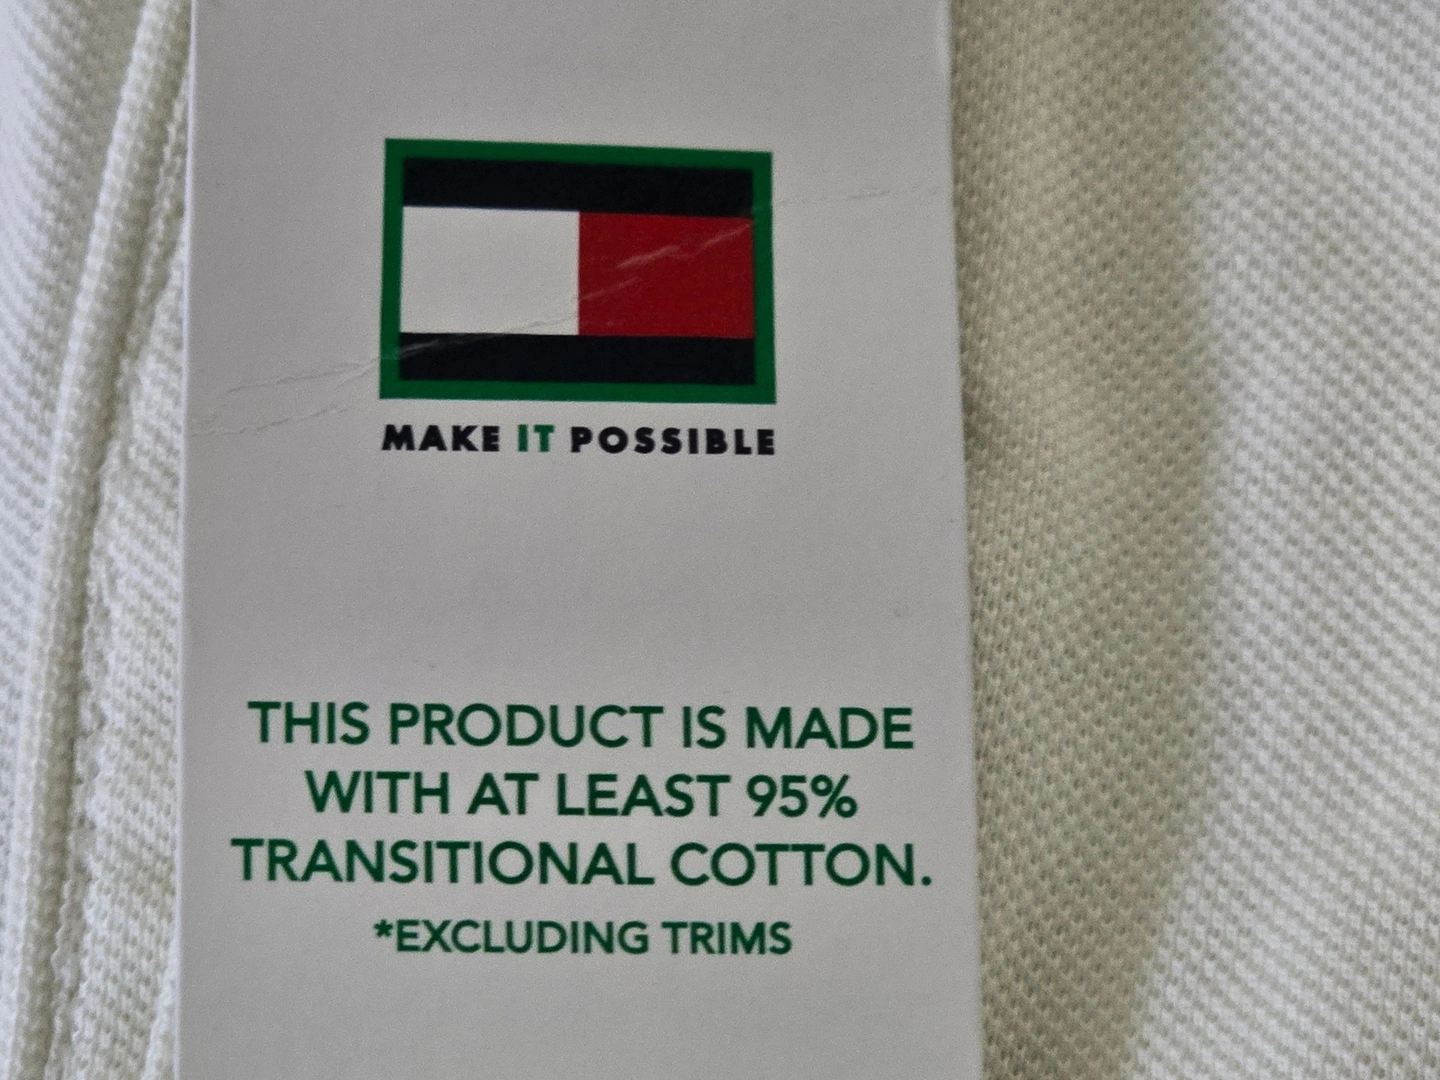 MAKE IT POSSIBLE
THIS PRODUCT IS MADE
WITH AT LEAST 95%
TRANSITIONAL COTTON.
*EXCLUDING TRIMS